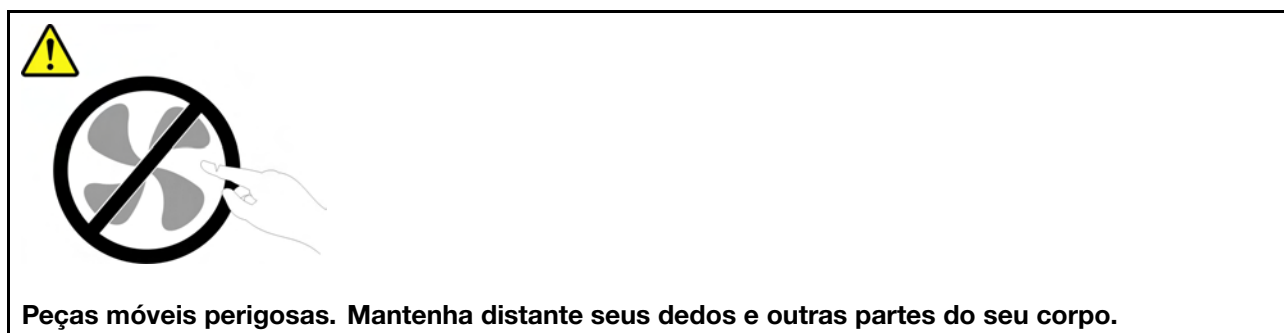 Peças móveis perigosas. Mantenha distante seus dedos e outras partes do seu corpo.